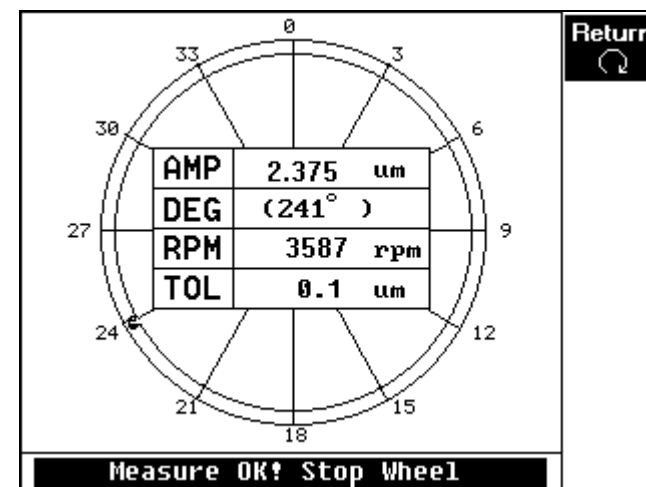 0
33
3
Return
30
6
AMP 2.375 um
DEG (241° )
27
9
RPM 3587 rpm
TOL 0.1 um
24
12
21
15
18
Measure OK! Stop Wheel